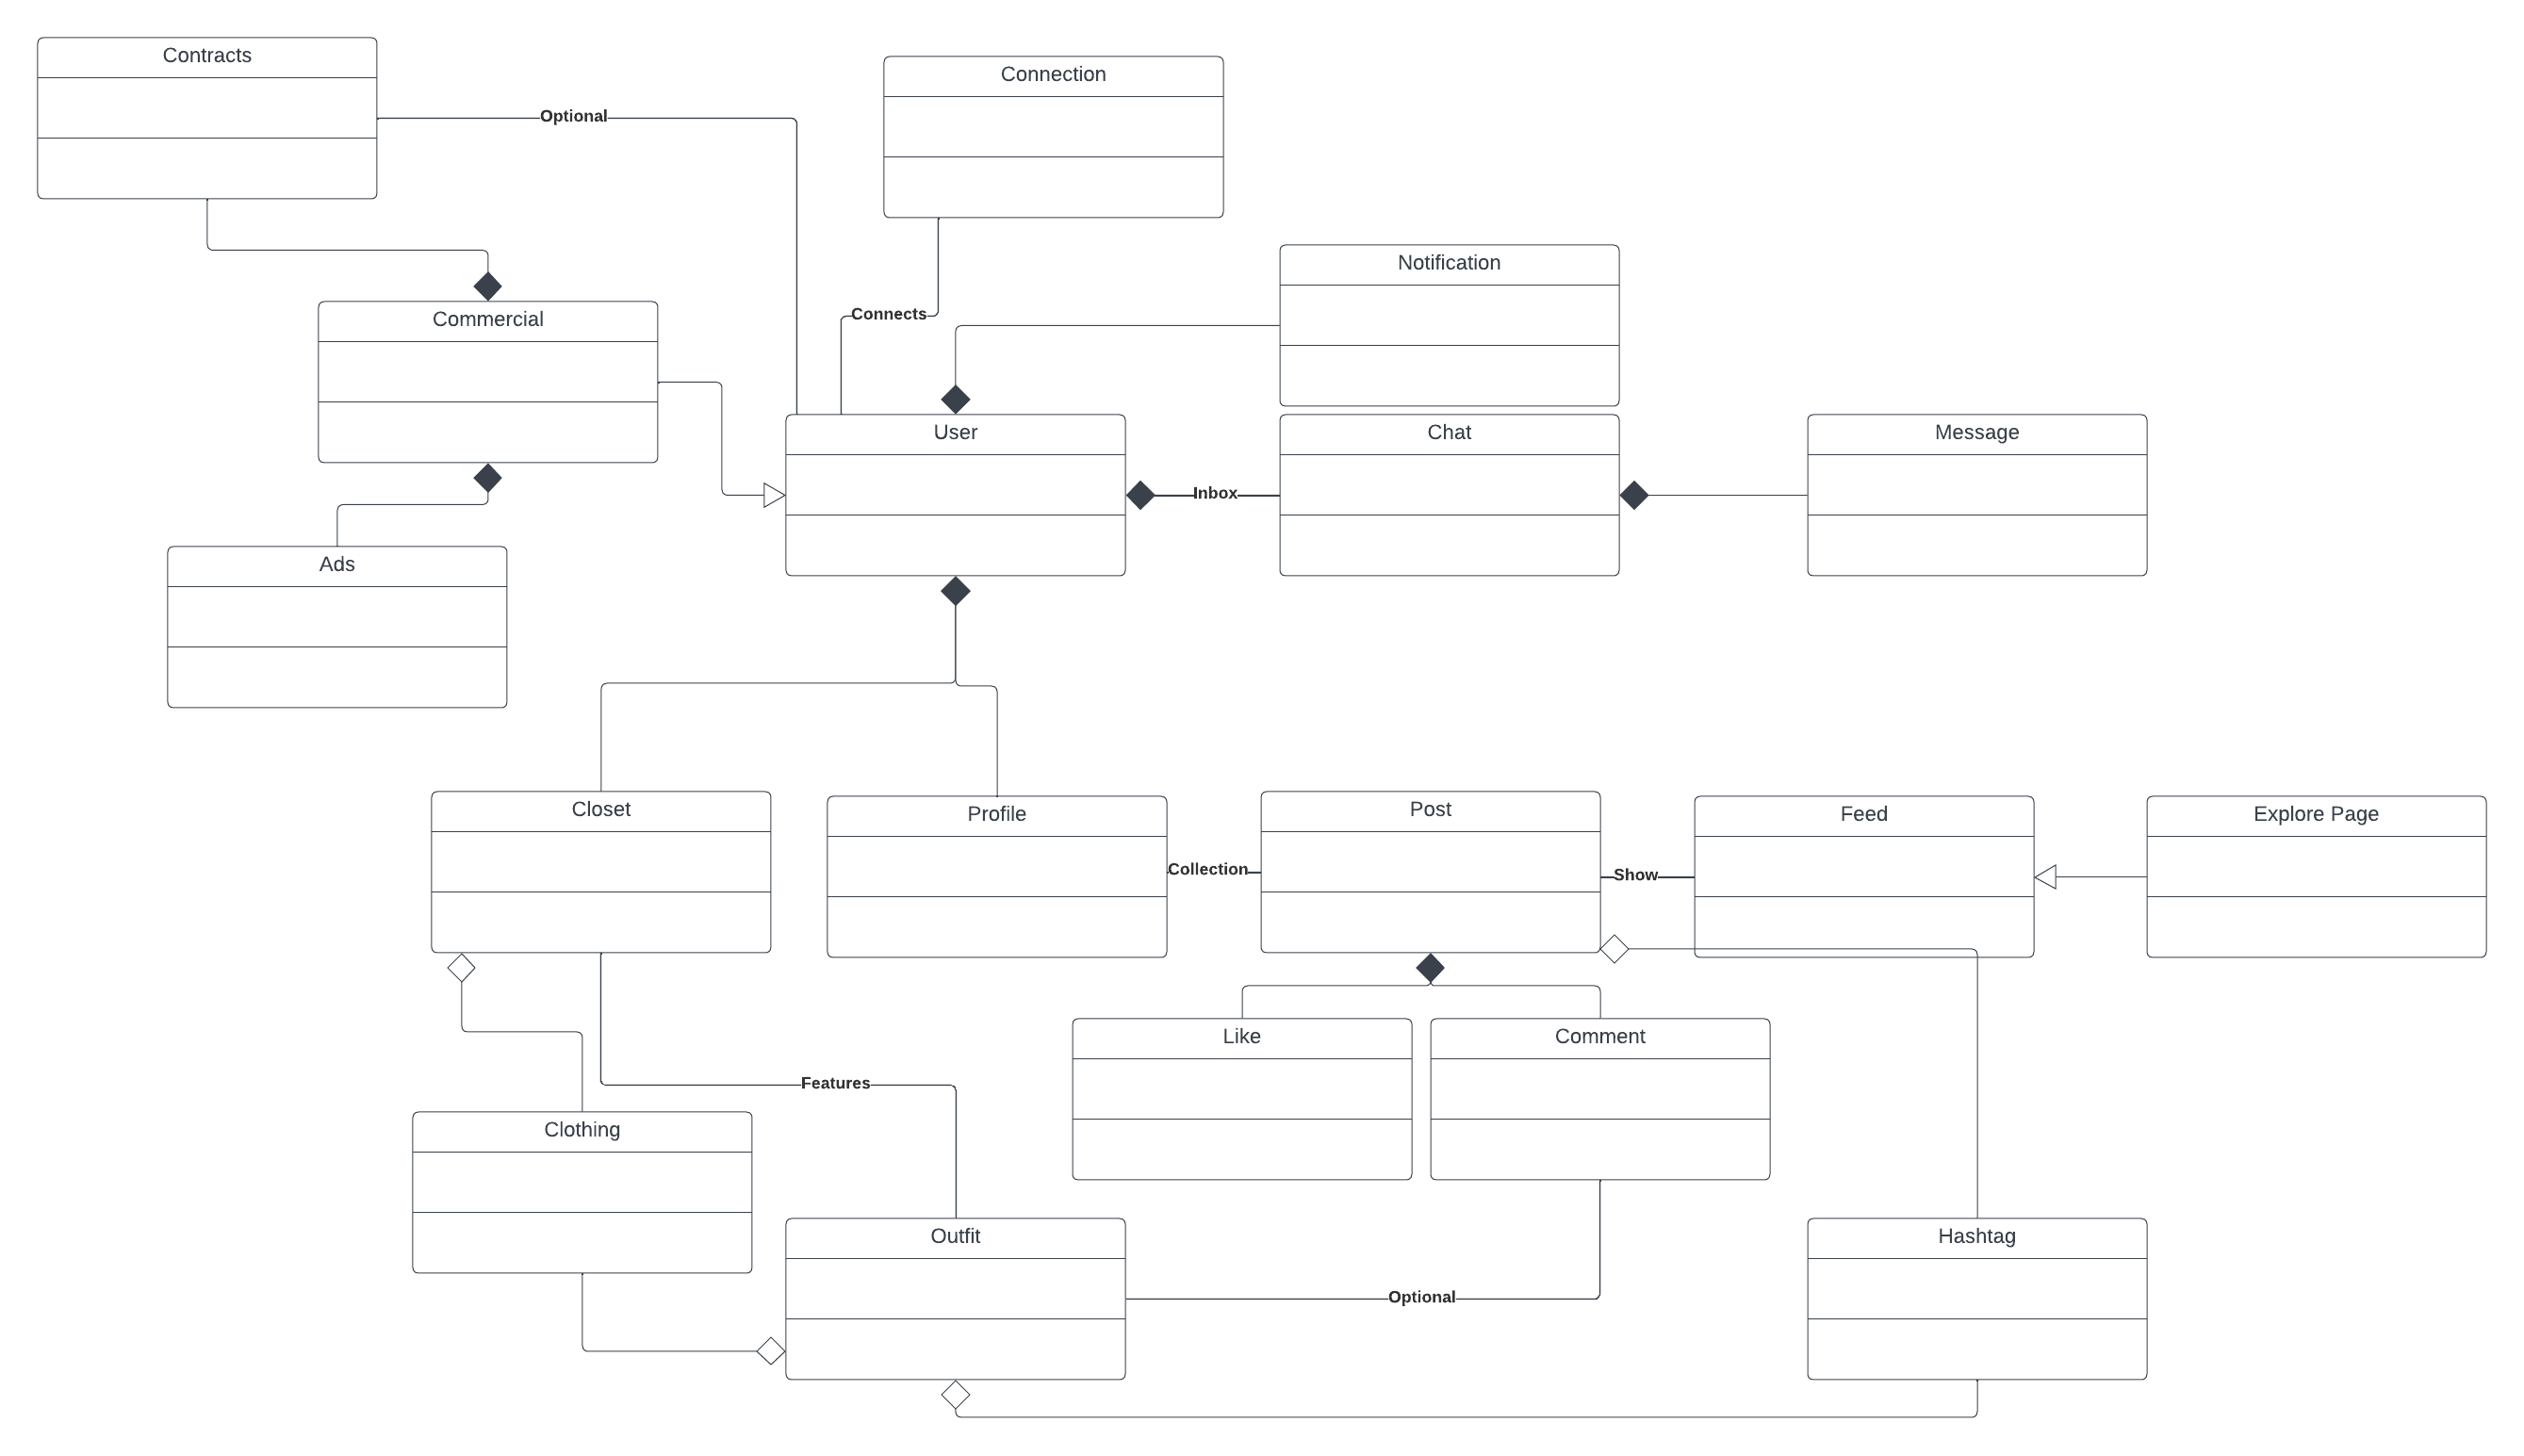 Contracts
Connection
Optional
Notification
Connects
Commercial
User
Chat
Message
Inbox
Ads
Closet
Profile
Post
Feed
Explore Page
Collection
Show
Like
Comment
Features
Clothing
Outfit
Hashtag
Optional